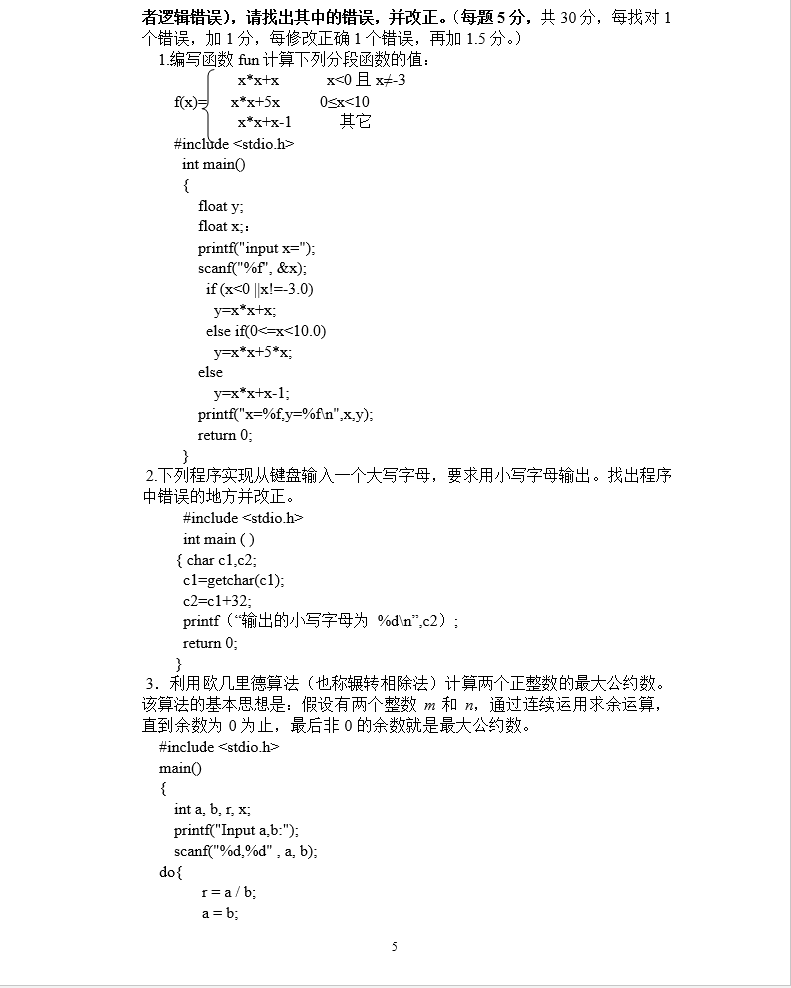 者逻辑错误），请找出其中的错误，并改正。（每题 5 分，共 30 分，每找对 1
个错误，加 1 分，每修改正确 1 个错误，再加 1.5 分。）
1.编写函数 fun 计算下列分段函数的值：
x*x+x x<0 且 x≠-3
f(x)= x*x+5x 0≤x<10
x*x+x-1 其它
#include <stdio.h>
int main()
{
float y;
float x;：
printf("input x=");
scanf("%f", &x);
if (x<0 ||x!=-3.0)
y=x*x+x;
else if(0<=x<10.0)
y=x*x+5*x;
else
y=x*x+x-1;
printf("x=%f,y=%f\n",x,y);
return 0;
}
2.下列程序实现从键盘输入一个大写字母，要求用小写字母输出。找出程序
中错误的地方并改正。
#include <stdio.h>
int main ( )
{ char c1,c2;
c1=getchar(c1);
c2=c1+32;
printf（“输出的小写字母为 %d\n”,c2）;
return 0;
}
3．利用欧几里德算法（也称辗转相除法）计算两个正整数的最大公约数。
该算法的基本思想是：假设有两个整数 m 和 n，通过连续运用求余运算，
直到余数为 0 为止，最后非 0 的余数就是最大公约数。
#include <stdio.h>
main()
{
int a, b, r, x;
printf("Input a,b:");
scanf("%d,%d" , a, b);
do{
r = a / b;
a = b;
5